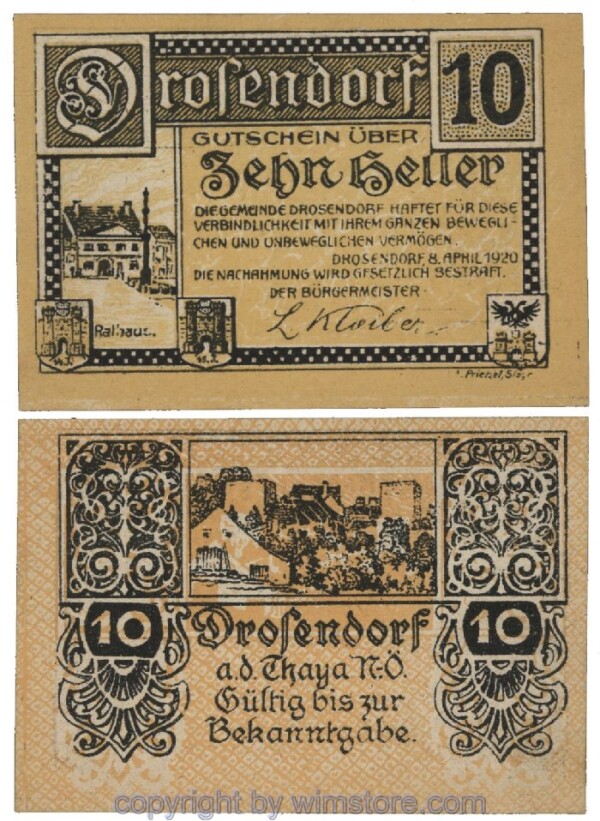 Drosendorf 10
GUTSCHEIN ÜBER
Zehn Heller
DIE GEMEINDE DROSENDORF HAFTET FÜR DIESE
VERBINDLICHKEIT MIT IHREM GANZEN BEWEGLI-
CHEN UND UNBEWEGLICHEN VERMÖGEN.
DROSENDORF, 8. APRIL 1920
DIE NACHAHMUNG WIRD GESETZLICH BESTRAFT.
DER BÜRGERMEISTER
Rathaus.
10 Drosendorf 10
a.d. Thaya N-Ö.
Gültig bis zur
Bekanntgabe.
copyright by wimstore.com